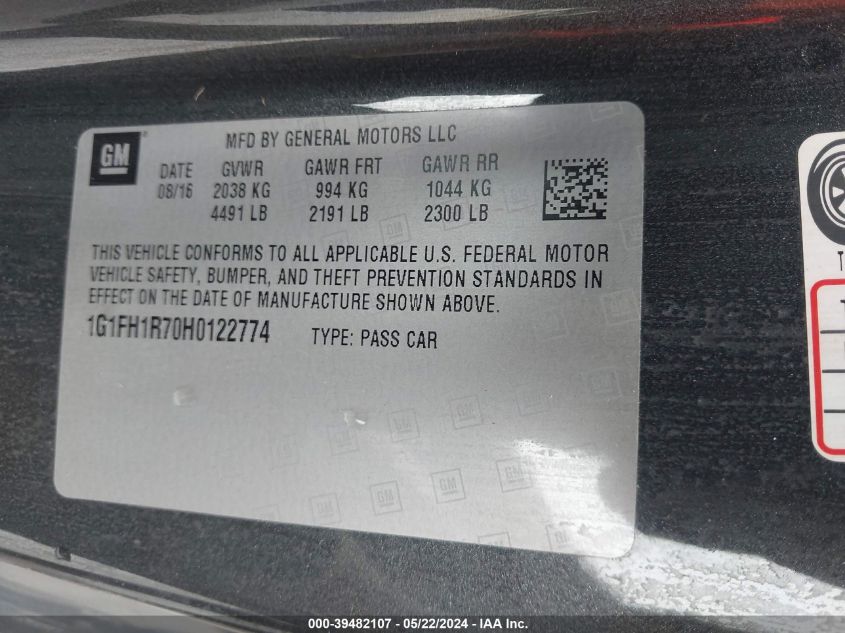 GM
MFD BY GENERAL MOTORS LLC
DATE GVWR GAWR FRT GAWR RR
08/16 2038 KG 994 KG 1044 KG
4491 LB 2191 LB 2300 LB
THIS VEHICLE CONFORMS TO ALL APPLICABLE U.S. FEDERAL MOTOR
VEHICLE SAFETY, BUMPER, AND THEFT PREVENTION STANDARDS IN
EFFECT ON THE DATE OF MANUFACTURE SHOWN ABOVE.
1G1FH1R70H0122774 TYPE: PASS CAR
000-39482107 - 05/22/2024 - IAA Inc.